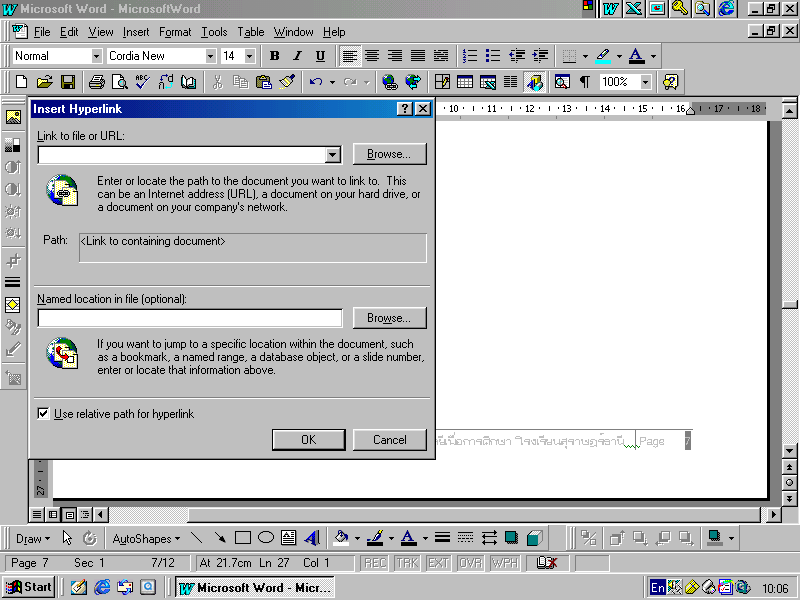 Microsoft Word - MicrosoftWord
File Edit View Insert Format Tools Table Window Help
Normal Cordia New 14 B I U
100%
Insert Hyperlink
10 11 12 13 14 15 16 17 18
Link to file or URL:
Browse...
Enter or locate the path to the document you want to link to. This
can be an Internet address (URL), a document on your hard drive, or
a document on your company's network.
Path: <Link to containing document>
Named location in file (optional):
Browse...
If you want to jump to a specific location within the document, such
as a bookmark, a named range, a database object, or a slide number,
enter or locate that information above.
Use relative path for hyperlink
OK Cancel
เพื่อการศึกษา โรงเรียนสุราษฎร์ธานี Page 7
27
Draw AutoShapes
Page 7 Sec 1 7/12 At 21.7cm Ln 27 Col 1 REC TRK EXT OVR WPH
Start Microsoft Word - Micr... En 10:06